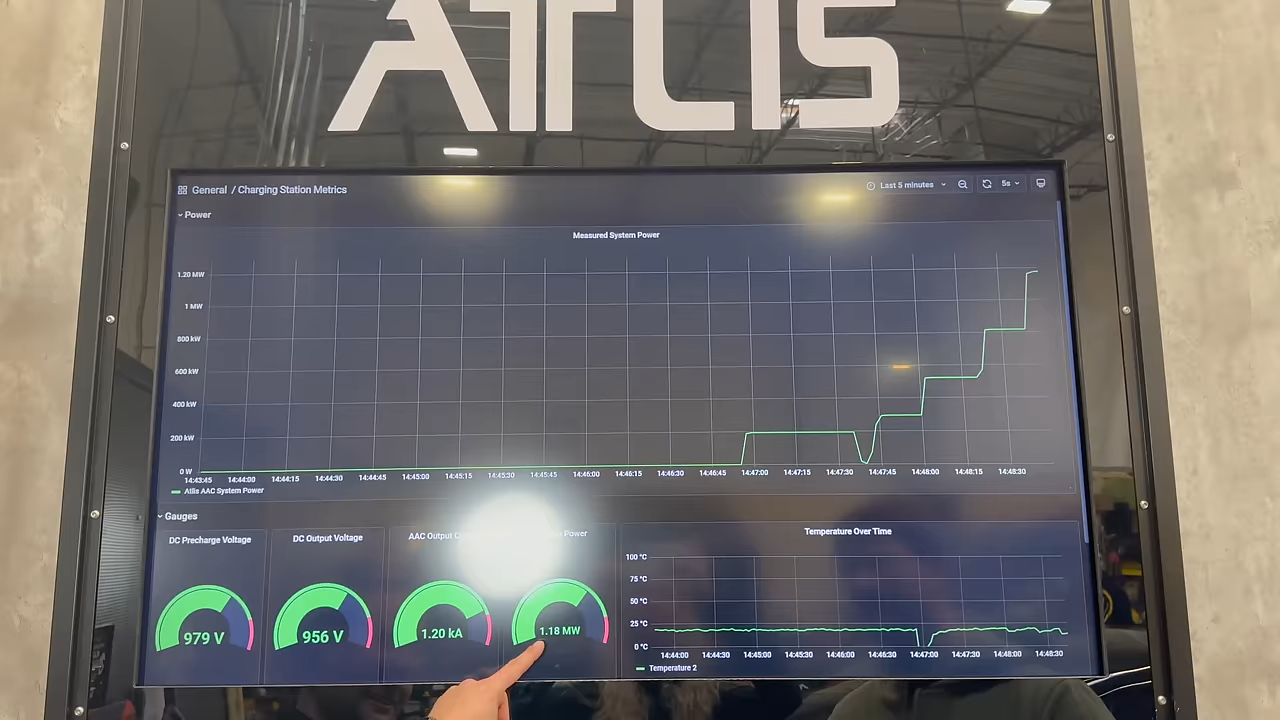 ATLIS
General / Charging Station Metrics
Last 5 minutes
5s
Power
Measured System Power
1.20 MW
1 MW
800 kW
600 kW
400 kW
200 kW
0 W
14:43:45 14:44:00 14:44:15 14:44:30 14:44:45 14:45:00 14:45:15 14:45:30 14:45:45 14:46:00 14:46:15 14:46:30 14:46:45 14:47:00 14:47:15 14:47:30 14:47:45 14:48:00 14:48:15 14:48:30
Atlis AAC System Power
Gauges
DC Precharge Voltage
DC Output Voltage
AAC Output
Power
979 V
956 V
1.20 kA
1.18 MW
Temperature Over Time
100 °C
75 °C
50 °C
25 °C
0 °C
14:44:00 14:44:30 14:45:00 14:45:30 14:46:00 14:46:30 14:47:00 14:47:30 14:48:00 14:48:30
Temperature 2